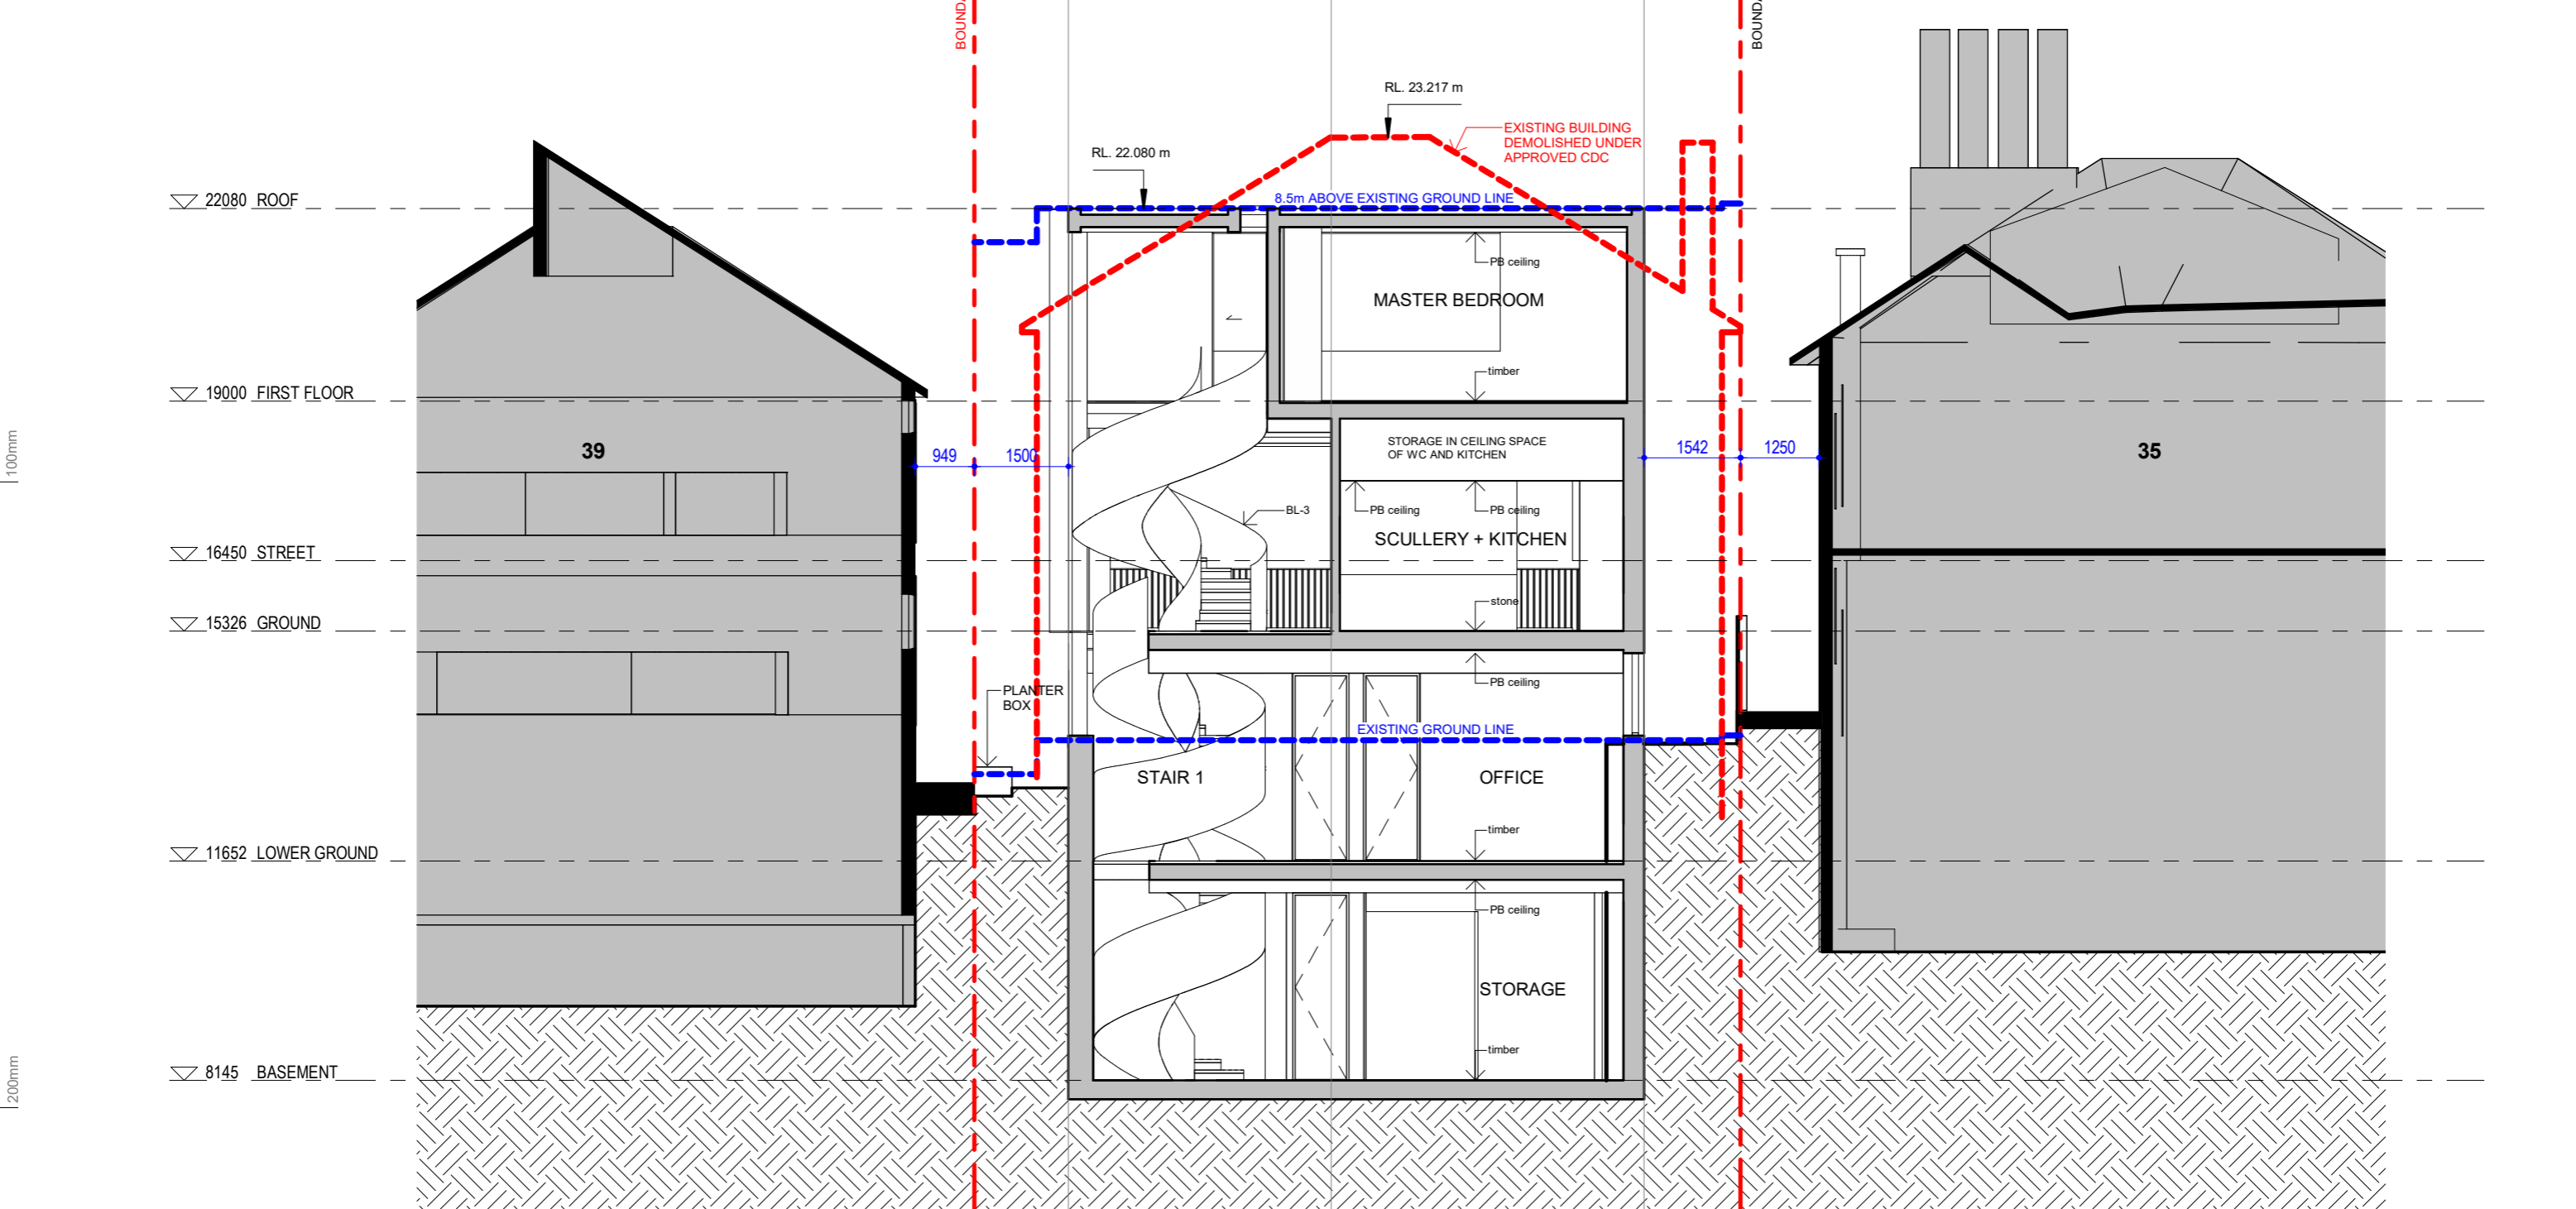 BOUNDA
BOUNDA
RL. 23.217 m
EXISTING BUILDING
DEMOLISHED UNDER
APPROVED CDC
RL. 22.080 m
22080 ROOF
8.5m ABOVE EXISTING GROUND LINE
PB ceiling
MASTER BEDROOM
timber
19000 FIRST FLOOR
39
949
1500
STORAGE IN CEILING SPACE
OF WC AND KITCHEN
1542
1250
35
100mm
BL-3
PB ceiling
PB ceiling
SCULLERY + KITCHEN
16450 STREET
stone
15326 GROUND
PB ceiling
PLANTER
BOX
EXISTING GROUND LINE
STAIR 1
OFFICE
timber
11652 LOWER GROUND
PB ceiling
STORAGE
timber
8145 BASEMENT
200mm